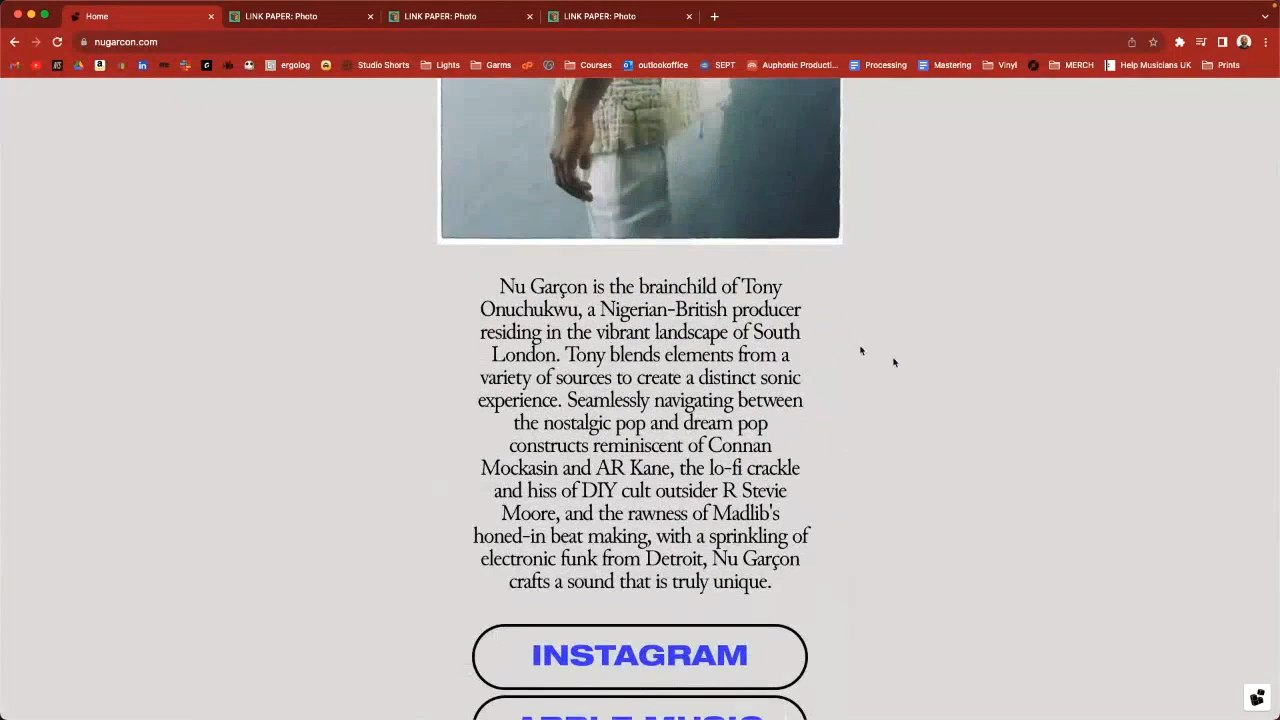 Home
LINK PAPER: Photo
LINK PAPER: Photo
LINK PAPER: Photo
nugarcon.com
ergolog
Studio Shorts
Lights
Garms
Courses
outlookoffice
SEPT
Auphonic Producti...
Processing
Mastering
Vinyl
MERCH
Help Musicians UK
Prints
Nu Garçon is the brainchild of Tony
Onuchukwu, a Nigerian-British producer
residing in the vibrant landscape of South
London. Tony blends elements from a
variety of sources to create a distinct sonic
experience. Seamlessly navigating between
the nostalgic pop and dream pop
constructs reminiscent of Connan
Mockasin and AR Kane, the lo-fi crackle
and hiss of DIY cult outsider R Stevie
Moore, and the rawness of Madlib's
honed-in beat making, with a sprinkling of
electronic funk from Detroit, Nu Garçon
crafts a sound that is truly unique.
INSTAGRAM
APPLE MUSIC